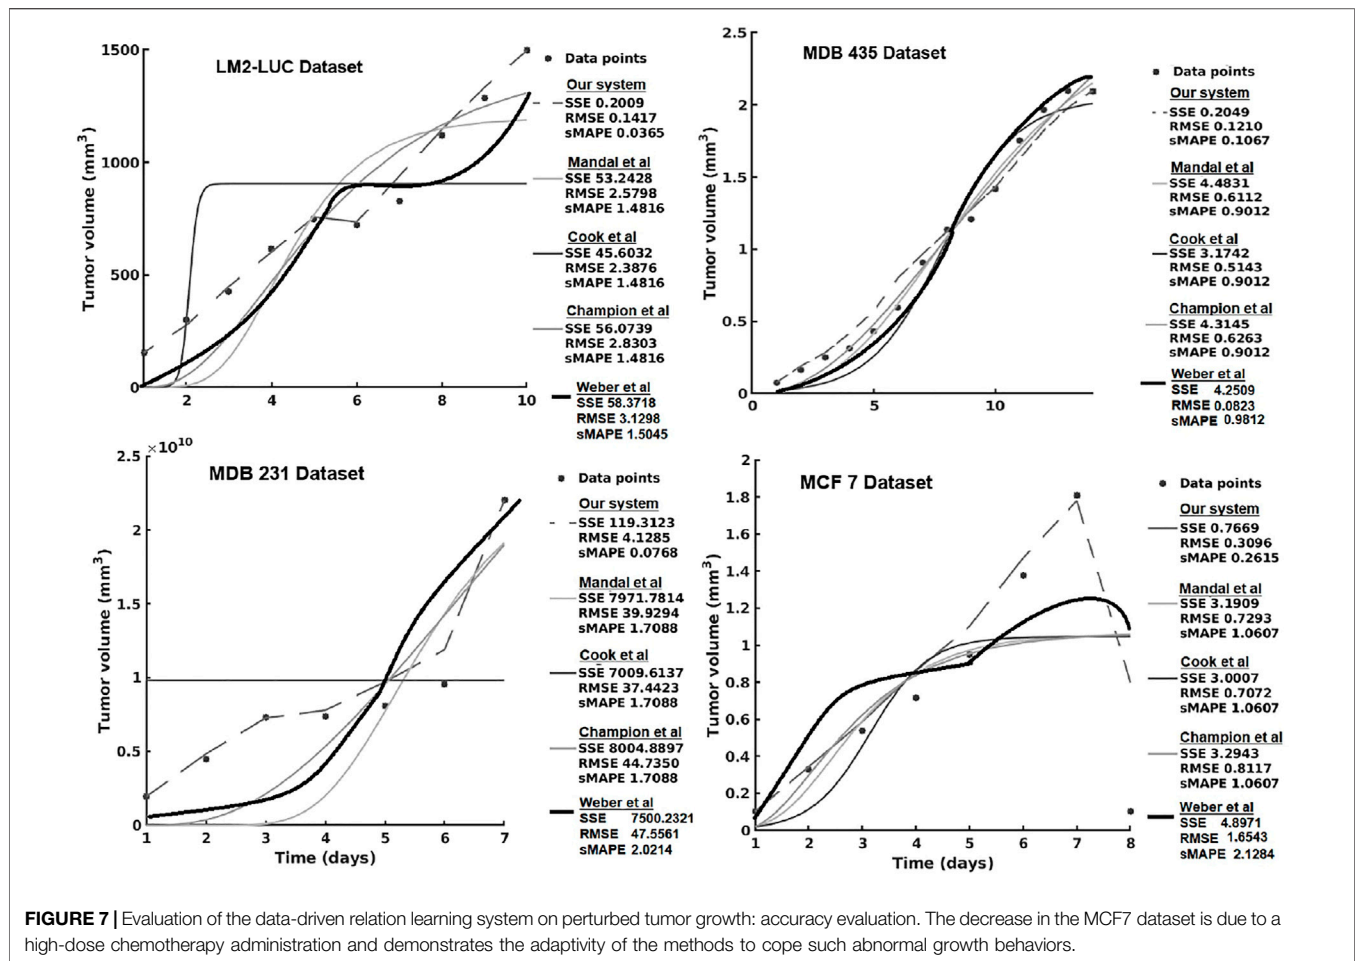 LM2-LUC Dataset
Tumor volume (mm³)
1500
1000
500
0
2
4
6
8
10
Data points
Our system
SSE 0.2009
RMSE 0.1417
sMAPE 0.0365
Mandal et al
SSE 53.2428
RMSE 2.5798
sMAPE 1.4816
Cook et al
SSE 45.6032
RMSE 2.3876
sMAPE 1.4816
Champion et al
SSE 56.0739
RMSE 2.8303
sMAPE 1.4816
Weber et al
SSE 58.3718
RMSE 3.1298
sMAPE 1.5045
MDB 435 Dataset
Tumor volume (mm³)
2.5
2
1.5
1
0.5
0
0
5
10
Data points
Our system
SSE 0.2049
RMSE 0.1210
sMAPE 0.1067
Mandal et al
SSE 4.4831
RMSE 0.6112
sMAPE 0.9012
Cook et al
SSE 3.1742
RMSE 0.5143
sMAPE 0.9012
Champion et al
SSE 4.3145
RMSE 0.6263
sMAPE 0.9012
Weber et al
SSE 4.2509
RMSE 0.0823
sMAPE 0.9812
MDB 231 Dataset
×10¹⁰
Tumor volume (mm³)
2.5
2
1.5
1
0.5
0
1
2
3
4
5
6
7
Time (days)
Data points
Our system
SSE 119.3123
RMSE 4.1285
sMAPE 0.0768
Mandal et al
SSE 7971.7814
RMSE 39.9294
sMAPE 1.7088
Cook et al
SSE 7009.6137
RMSE 37.4423
sMAPE 1.7088
Champion et al
SSE 8004.8897
RMSE 44.7350
sMAPE 1.7088
Weber et al
SSE 7500.2321
RMSE 47.5561
sMAPE 2.0214
MCF 7 Dataset
Tumor volume (mm³)
2
1.8
1.6
1.4
1.2
1
0.8
0.6
0.4
0.2
0
1
2
3
4
5
6
7
8
Time (days)
Data points
Our system
SSE 0.7669
RMSE 0.3096
sMAPE 0.2615
Mandal et al
SSE 3.1909
RMSE 0.7293
sMAPE 1.0607
Cook et al
SSE 3.0007
RMSE 0.7072
sMAPE 1.0607
Champion et al
SSE 3.2943
RMSE 0.8117
sMAPE 1.0607
Weber et al
SSE 4.8971
RMSE 1.6543
sMAPE 2.1284
FIGURE 7 | Evaluation of the data-driven relation learning system on perturbed tumor growth: accuracy evaluation. The decrease in the MCF7 dataset is due to a
high-dose chemotherapy administration and demonstrates the adaptivity of the methods to cope such abnormal growth behaviors.